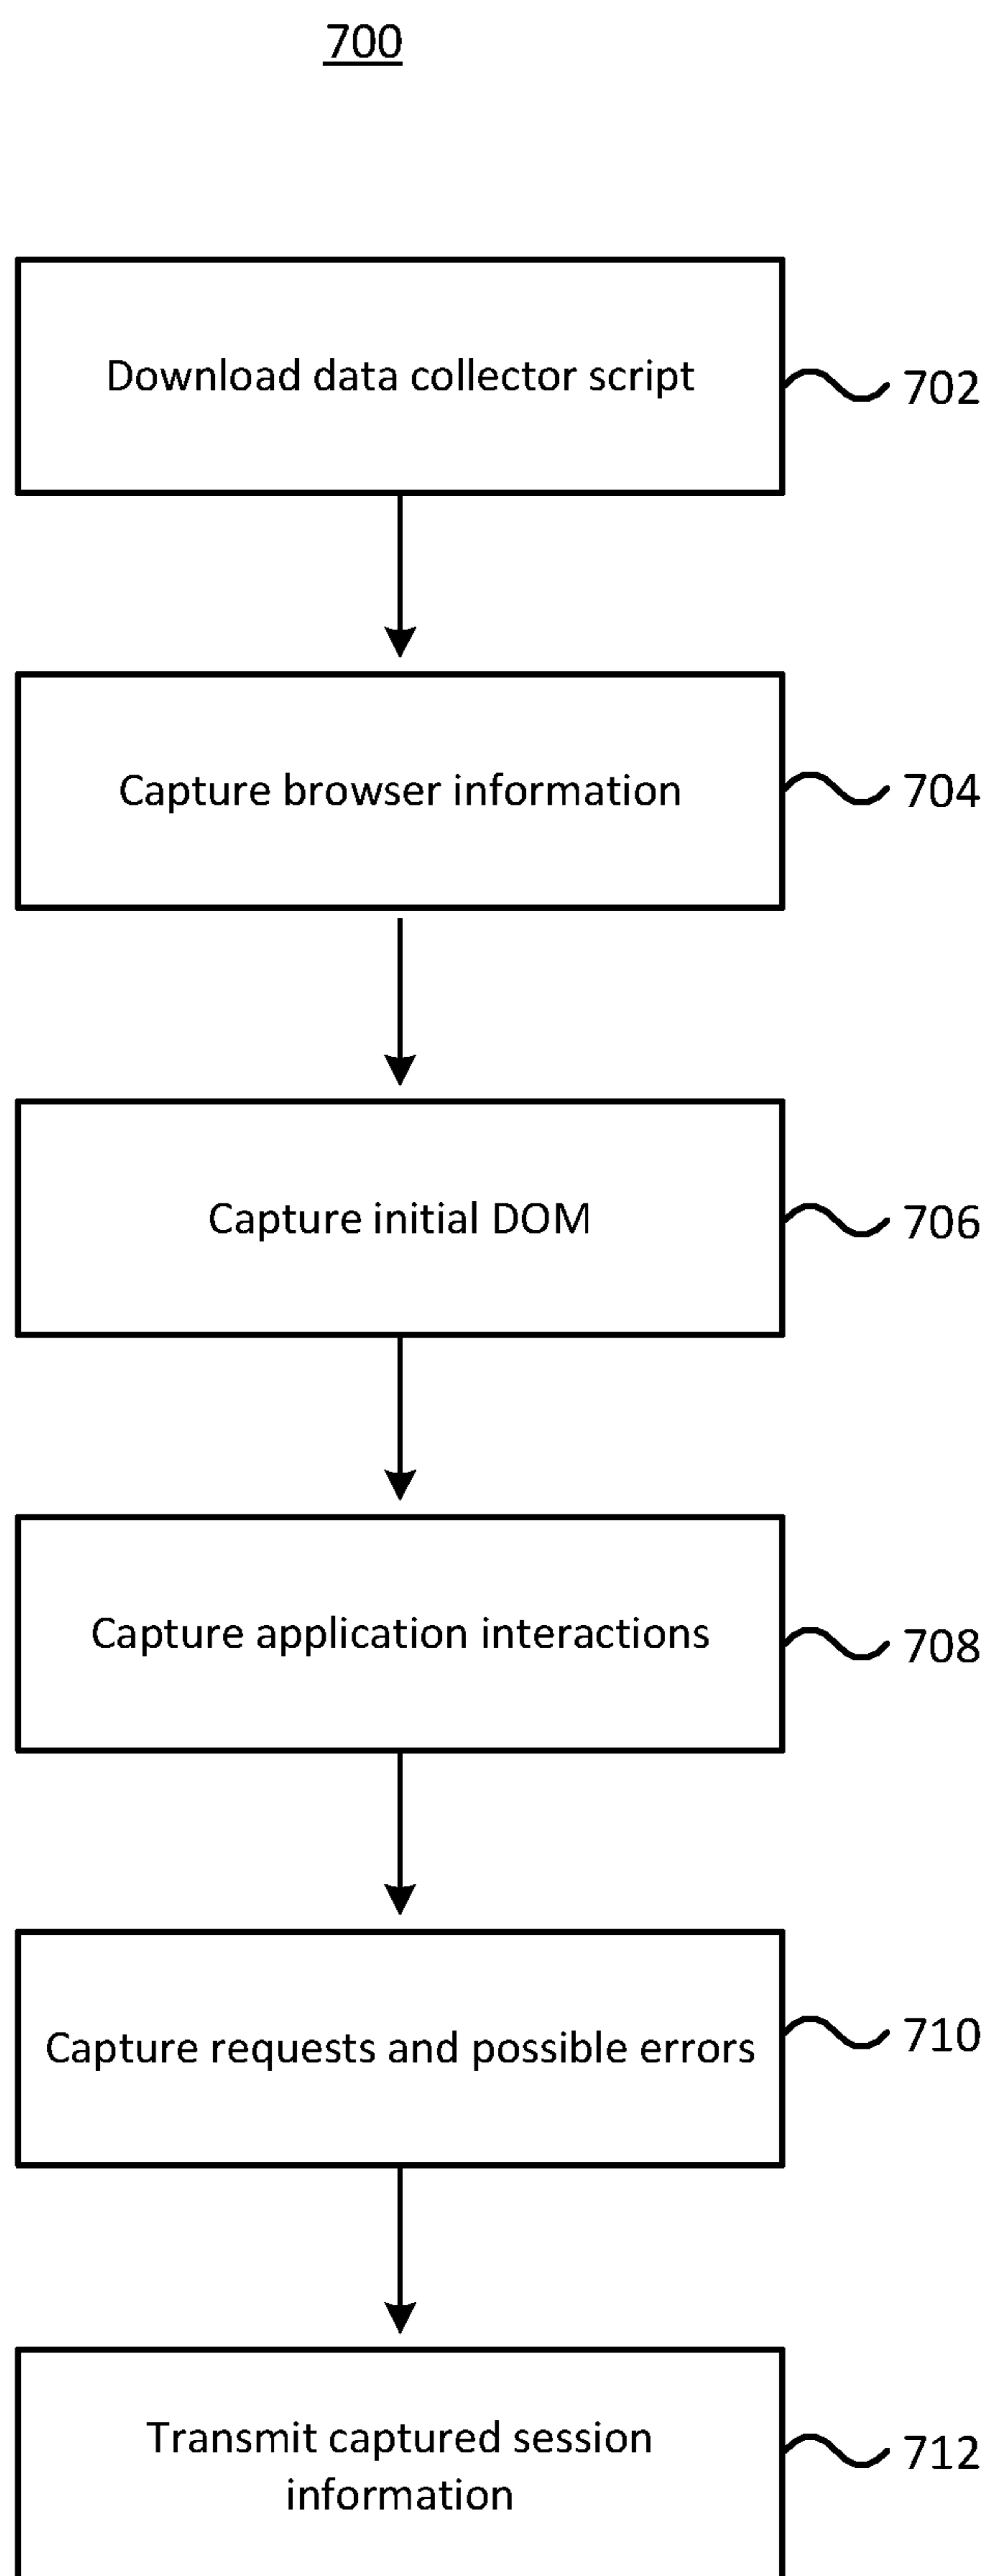 700
Download data collector script
702
Capture browser information
704
Capture initial DOM
706
Capture application interactions
708
Capture requests and possible errors
710
Transmit captured session
information
712